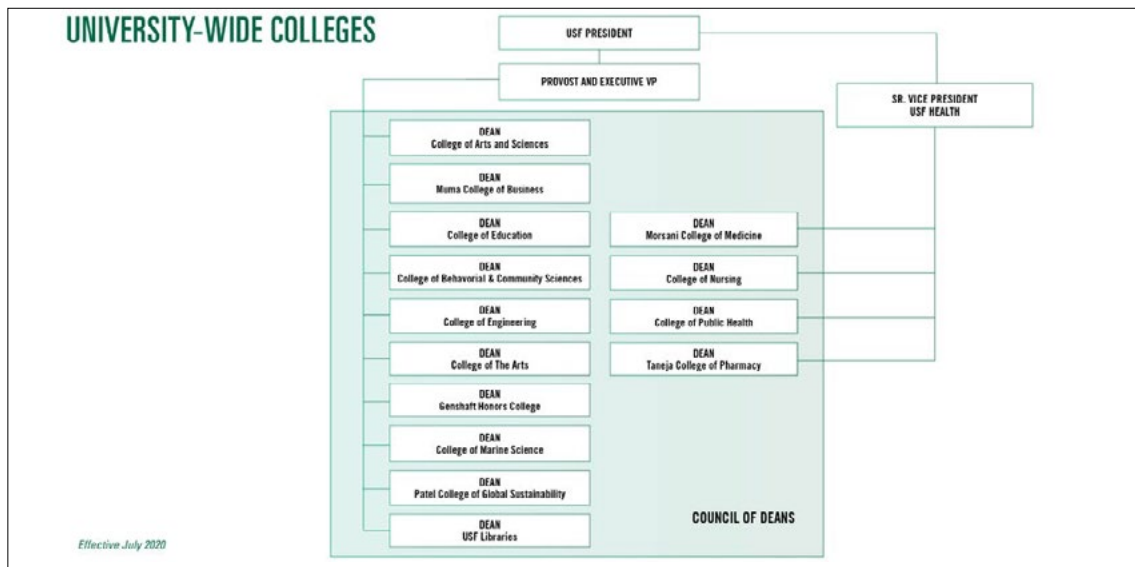 UNIVERSITY-WIDE COLLEGES
USF PRESIDENT
PROVOST AND EXECUTIVE VP
SR. VICE PRESIDENT
USF HEALTH
DEAN
College of Arts and Sciences
DEAN
Muma College of Business
DEAN
College of Education
DEAN
College of Behavorial & Community Sciences
DEAN
College of Engineering
DEAN
College of The Arts
DEAN
Genshaft Honors College
DEAN
College of Marine Science
DEAN
Patel College of Global Sustainability
DEAN
USF Libraries
DEAN
Morsani College of Medicine
DEAN
College of Nursing
DEAN
College of Public Health
DEAN
Taneja College of Pharmacy
COUNCIL OF DEANS
Effective July 2020